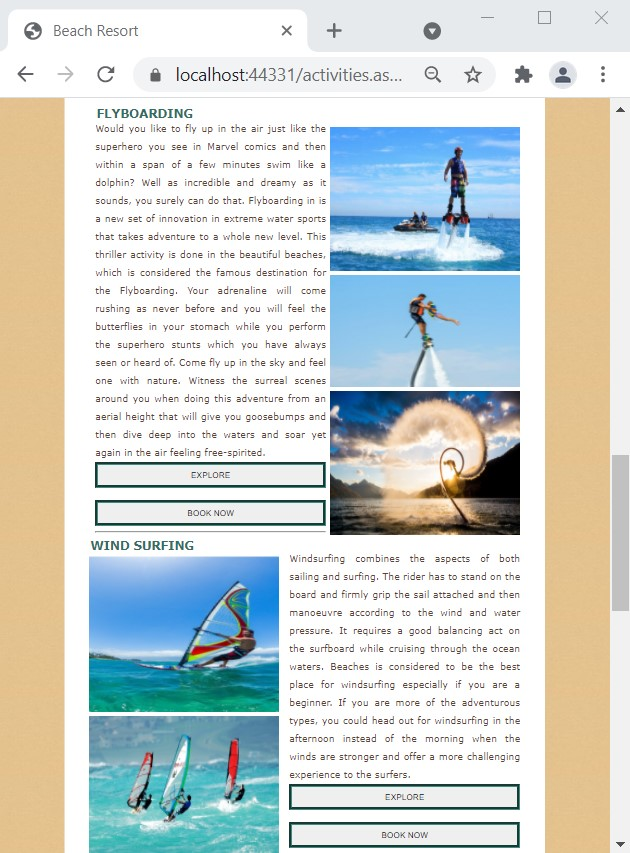 Beach Resort
localhost:44331/activities.as...
FLYBOARDING
Would you like to fly up in the air just like the
superhero you see in Marvel comics and then
within a span of a few minutes swim like a
dolphin? Well as incredible and dreamy as it
sounds, you surely can do that. Flyboarding in is
a new set of innovation in extreme water sports
that takes adventure to a whole new level. This
thriller activity is done in the beautiful beaches,
which is considered the famous destination for
the Flyboarding. Your adrenaline will come
rushing as never before and you will feel the
butterflies in your stomach while you perform
the superhero stunts which you have always
seen or heard of. Come fly up in the sky and feel
one with nature. Witness the surreal scenes
around you when doing this adventure from an
aerial height that will give you goosebumps and
then dive deep into the waters and soar yet
again in the air feeling free-spirited.
EXPLORE
BOOK NOW
WIND SURFING
Windsurfing combines the aspects of both
sailing and surfing. The rider has to stand on the
board and firmly grip the sail attached and then
manoeuvre according to the wind and water
pressure. It requires a good balancing act on
the surfboard while cruising through the ocean
waters. Beaches is considered to be the best
place for windsurfing especially if you are a
beginner. If you are more of the adventurous
types, you could head out for windsurfing in the
afternoon instead of the morning when the
winds are stronger and offer a more challenging
experience to the surfers.
EXPLORE
BOOK NOW